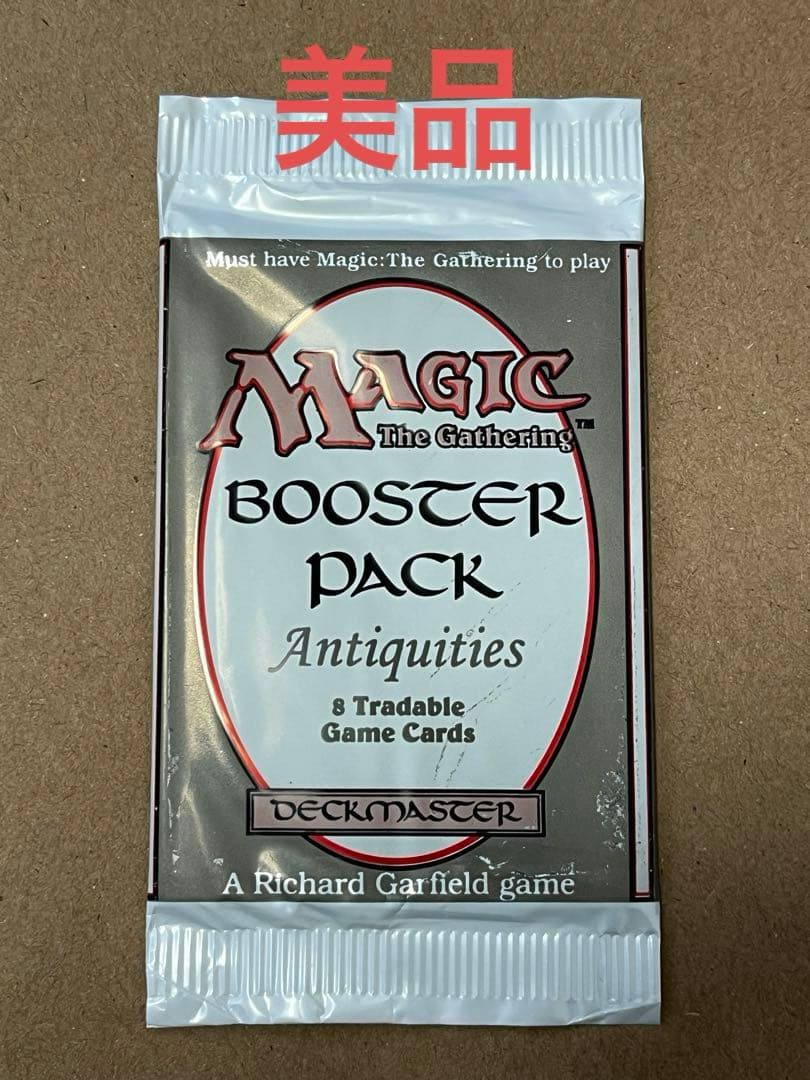 美品
Must have Magic:The Gathering to play
MAGIC
The Gathering™
BOOSTER
PACK
Antiquities
8 Tradable
Game Cards
DECKMASTER
A Richard Garfield game